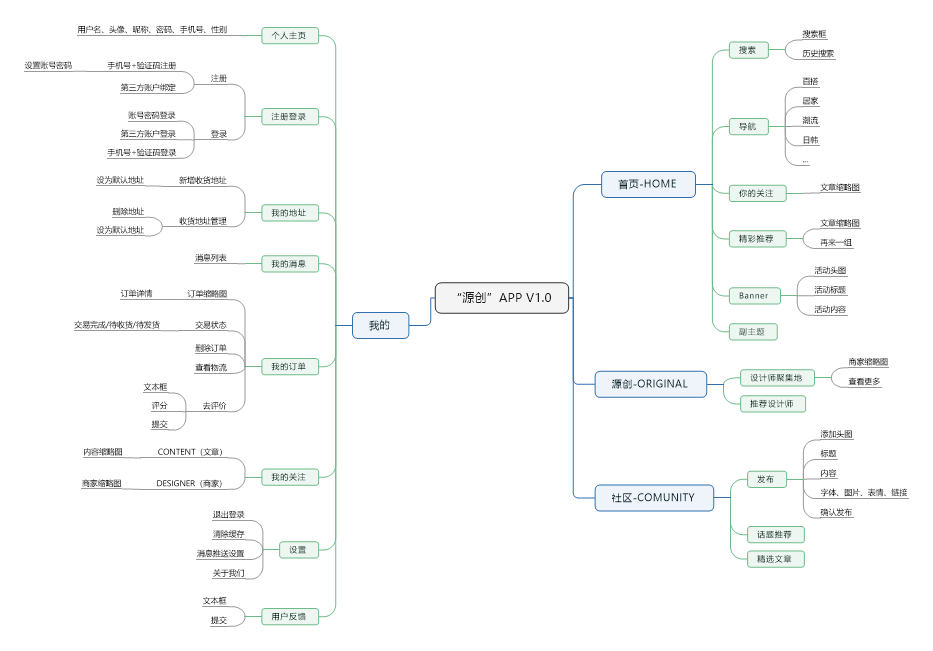 “源创”APP V1.0
首页-HOME
搜索
搜索框
历史搜索
导航
百搭
居家
潮流
日韩
...
你的关注
文章缩略图
精彩推荐
文章缩略图
再来一组
Banner
活动头图
活动标题
活动内容
副主题
源创-ORIGINAL
设计师聚集地
商家缩略图
查看更多
推荐设计师
社区-COMUNITY
发布
添加头图
标题
内容
字体、图片、表情、链接
确认发布
话题推荐
精选文章
我的
个人主页
用户名、头像、昵称、密码、手机号、性别
注册登录
注册
手机号+验证码注册
设置账号密码
第三方账户绑定
登录
账号密码登录
第三方账户登录
手机号+验证码登录
我的地址
新增收货地址
设为默认地址
收货地址管理
删除地址
设为默认地址
我的消息
消息列表
我的订单
订单缩略图
订单详情
交易状态
交易完成/待收货/待发货
删除订单
查看物流
去评价
文本框
评分
提交
我的关注
CONTENT（文章）
内容缩略图
DESIGNER（商家）
商家缩略图
设置
退出登录
清除缓存
消息推送设置
关于我们
用户反馈
文本框
提交